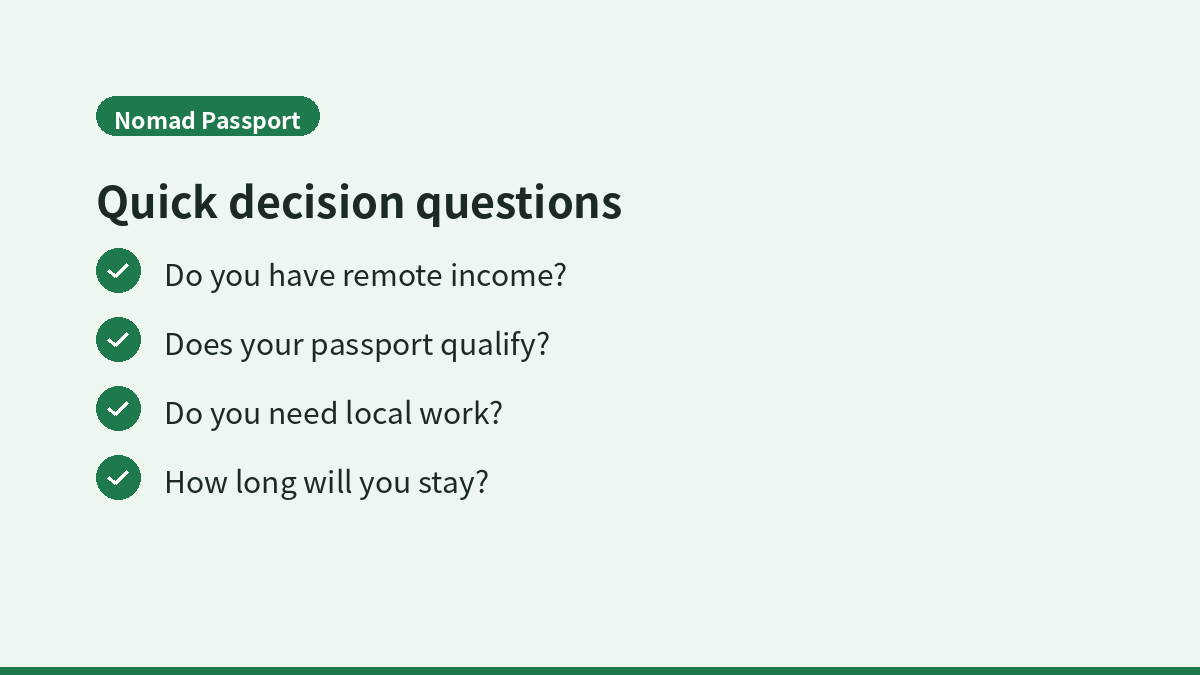 Nomad Passport
Quick decision questions
Do you have remote income?
Does your passport qualify?
Do you need local work?
How long will you stay?